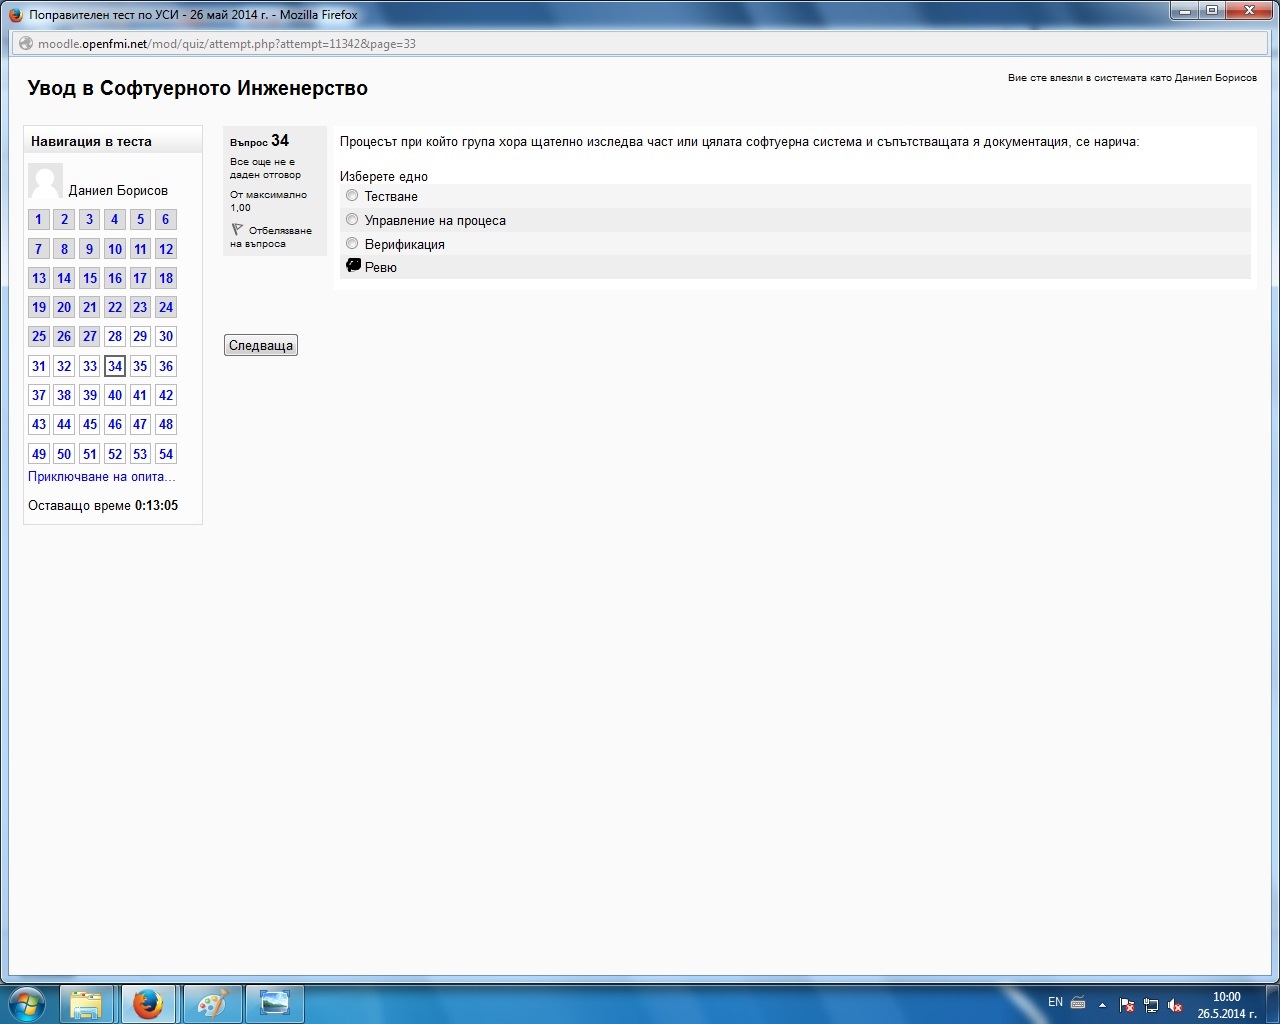 Поправителен тест по УСИ - 26 май 2014 г. - Mozilla Firefox
moodle.openfmi.net/mod/quiz/attempt.php?attempt=11342&page=33
Вие сте влезли в системата като Даниел Борисов
Увод в Софтуерното Инженерство
Навигация в теста
Даниел Борисов
1 2 3 4 5 6
7 8 9 10 11 12
13 14 15 16 17 18
19 20 21 22 23 24
25 26 27 28 29 30
31 32 33 34 35 36
37 38 39 40 41 42
43 44 45 46 47 48
49 50 51 52 53 54
Приключване на опита...
Оставащо време 0:13:05
Въпрос 34
Все още не е
даден отговор
От максимално
1,00
Отбелязване
на въпроса
Процесът при който група хора щателно изследва част или цялата софтуерна система и съпътстващата я документация, се нарича:
Изберете едно
Тестване
Управление на процеса
Верификация
Ревю
Следваща
EN
10:00
26.5.2014 г.